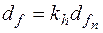 d_f = k_h d_{f_n}